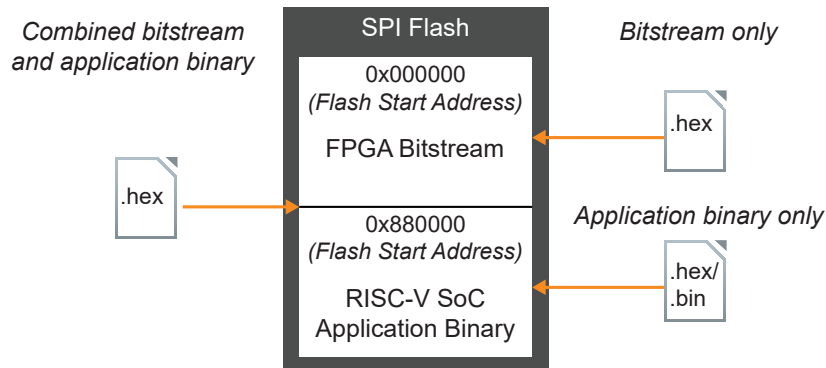 Combined bitstream
and application binary
.hex
SPI Flash
0x000000
(Flash Start Address)
FPGA Bitstream
0x880000
(Flash Start Address)
RISC-V SoC
Application Binary
Bitstream only
.hex
Application binary only
.hex/
.bin